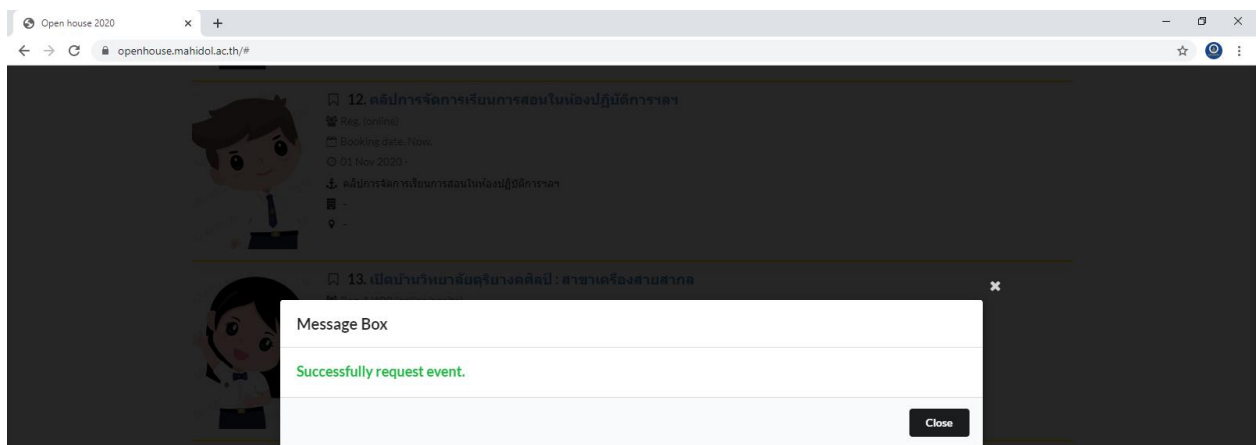 Open house 2020
openhouse.mahidol.ac.th/#
12. คลิปการจัดการเรียนการสอนในห้องปฏิบัติการฯลฯ
Reg. (online)
Booking date. Now.
01 Nov 2020 -
คลิปการจัดการเรียนการสอนในห้องปฏิบัติการฯลฯ
-
-
13. เปิดบ้านวิทยาลัยดุริยางคศิลป์ : สาขาเครื่องสายสากล
Message Box
Successfully request event.
Close